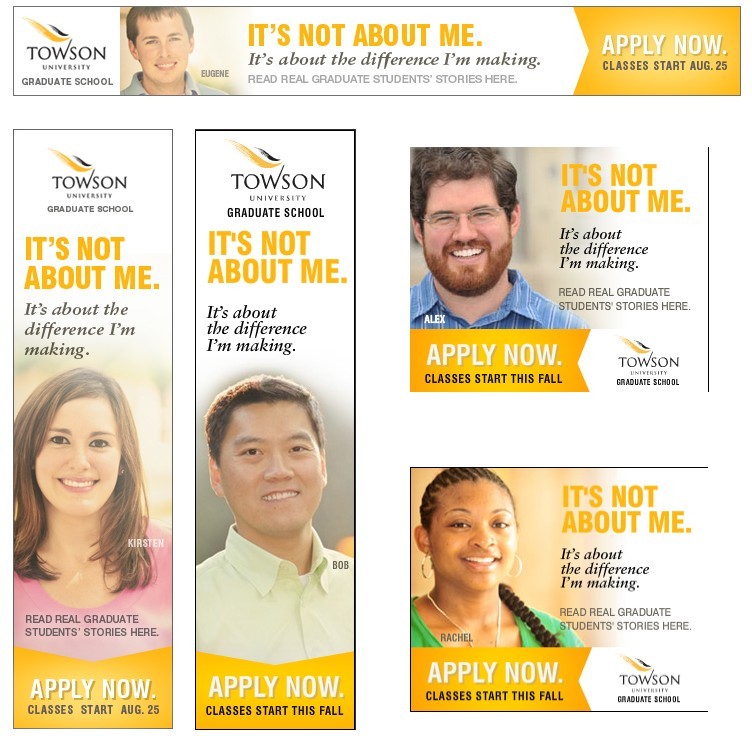 TOWSON
UNIVERSITY
GRADUATE SCHOOL
EUGENE
IT'S NOT ABOUT ME.
It's about the difference I'm making.
READ REAL GRADUATE STUDENTS' STORIES HERE.
APPLY NOW.
CLASSES START AUG. 25
TOWSON
UNIVERSITY
GRADUATE SCHOOL
IT'S NOT
ABOUT ME.
It's about the
difference I'm
making.
KIRSTEN
READ REAL GRADUATE
STUDENTS' STORIES HERE.
APPLY NOW.
CLASSES START AUG. 25
TOWSON
UNIVERSITY
GRADUATE SCHOOL
IT'S NOT
ABOUT ME.
It's about
the difference
I'm making.
BOB
APPLY NOW.
CLASSES START THIS FALL
IT'S NOT
ABOUT ME.
It's about
the difference
I'm making.
READ REAL GRADUATE
STUDENTS' STORIES HERE.
ALEX
APPLY NOW.
CLASSES START THIS FALL
TOWSON
UNIVERSITY
GRADUATE SCHOOL
IT'S NOT
ABOUT ME.
It's about
the difference
I'm making.
READ REAL GRADUATE
STUDENTS' STORIES HERE.
RACHEL
APPLY NOW.
CLASSES START THIS FALL
TOWSON
UNIVERSITY
GRADUATE SCHOOL